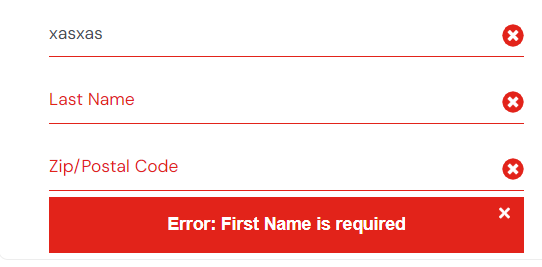 xasxas
Last Name
Zip/Postal Code
Error: First Name is required